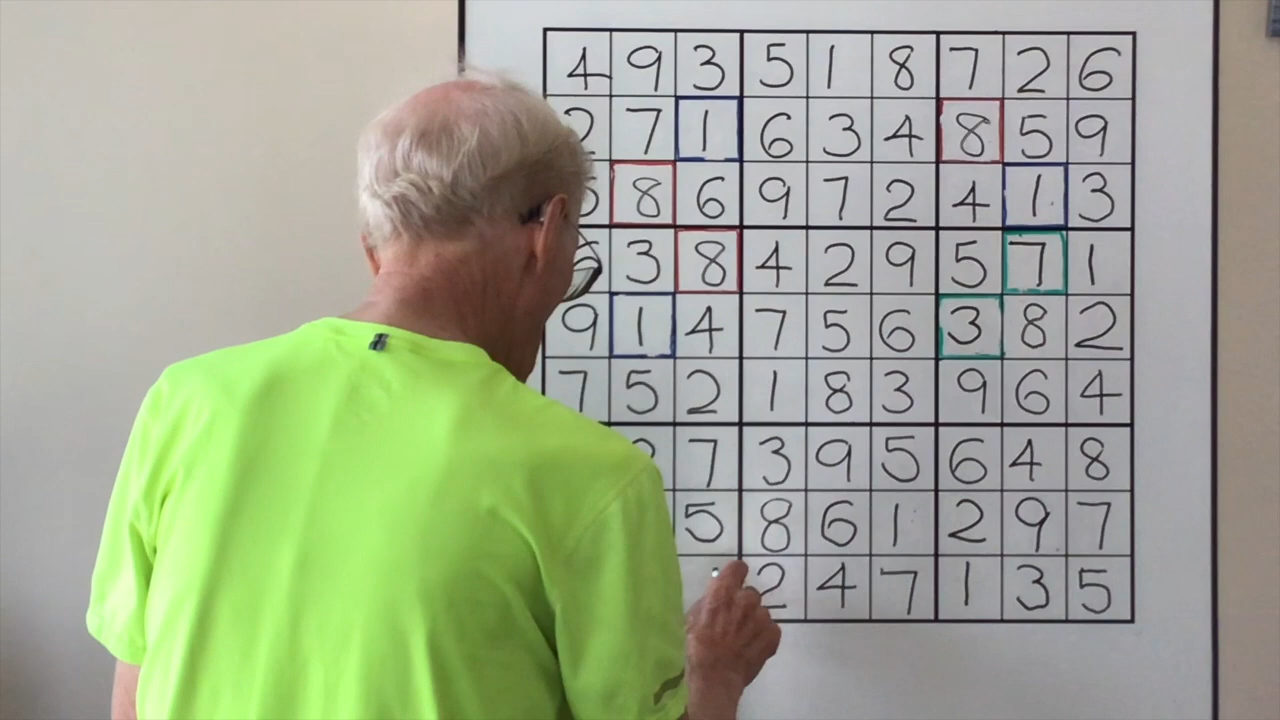 4 9 3 5 1 8 7 2 6
2 7 1 6 3 4 8 5 9
8 6 9 7 2 4 1 3
3 8 4 2 9 5 7 1
9 1 4 7 5 6 3 8 2
7 5 2 1 8 3 9 6 4
7 3 9 5 6 4 8
5 8 6 1 2 9 7
2 4 7 1 3 5